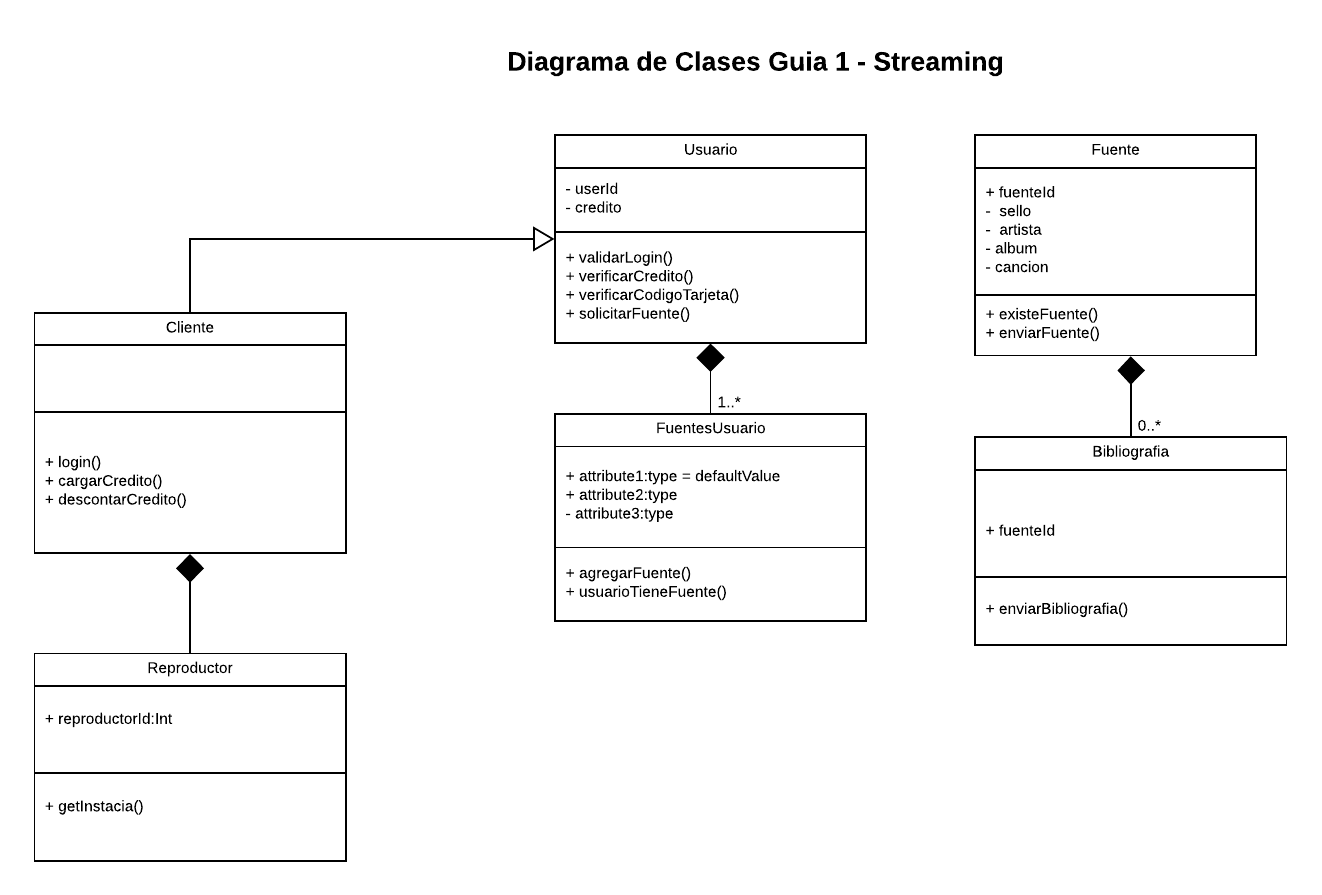 Diagrama de Clases Guia 1 - Streaming
Usuario
- userId
- credito
+ validarLogin()
+ verificarCredito()
+ verificarCodigoTarjeta()
+ solicitarFuente()
1..*
FuentesUsuario
+ attribute1:type = defaultValue
+ attribute2:type
- attribute3:type
+ agregarFuente()
+ usuarioTieneFuente()
Fuente
+ fuenteId
-  sello
-  artista
- album
- cancion
+ existeFuente()
+ enviarFuente()
0..*
Bibliografia
+ fuenteId
+ enviarBibliografia()
Cliente
+ login()
+ cargarCredito()
+ descontarCredito()
Reproductor
+ reproductorId:Int
+ getInstacia()